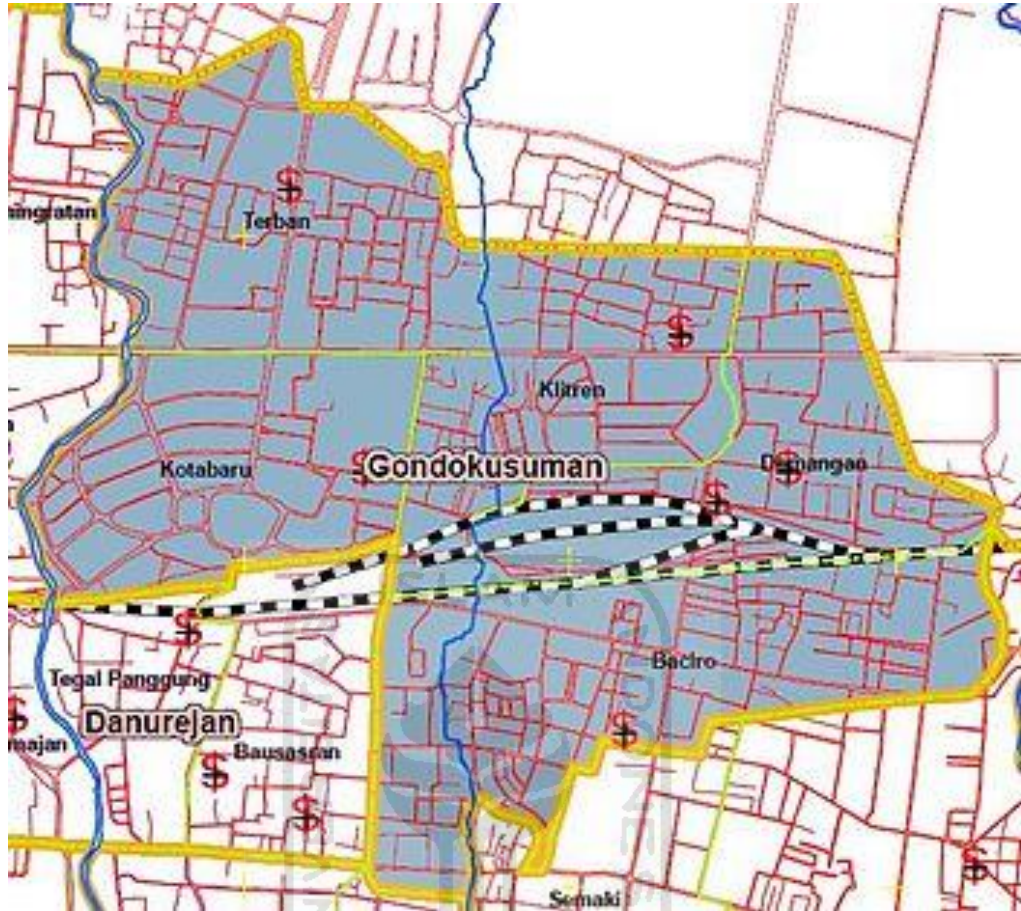 Terban
Klitren
Kotabaru
Gondokusuman
Demangan
Baciro
Tegal Panggung
Danurejan
Bausasran
Semaki